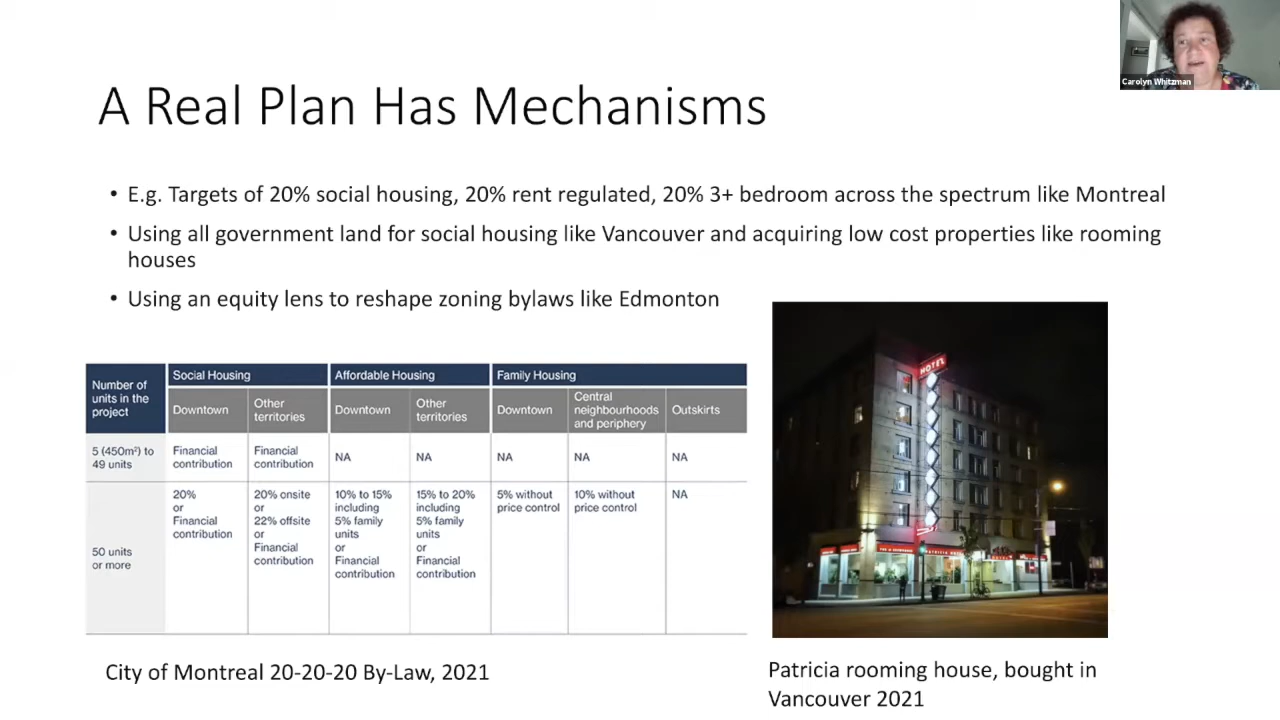 Carolyn Whitzman
A Real Plan Has Mechanisms
• E.g. Targets of 20% social housing, 20% rent regulated, 20% 3+ bedroom across the spectrum like Montreal
• Using all government land for social housing like Vancouver and acquiring low cost properties like rooming
houses
• Using an equity lens to reshape zoning bylaws like Edmonton
Number of
units in the
project
Social Housing
Affordable Housing
Family Housing
Downtown
Other
territories
Downtown
Other
territories
Downtown
Central
neighbourhoods
and periphery
Outskirts
5 (450m²) to
49 units
Financial
contribution
Financial
contribution
NA
NA
NA
NA
NA
50 units
or more
20%
or
Financial
contribution
20% onsite
or
22% offsite
or
Financial
contribution
10% to 15%
including
5% family
units
or
Financial
contribution
15% to 20%
including
5% family
units
or
Financial
contribution
5% without
price control
10% without
price control
NA
HOTEL
City of Montreal 20-20-20 By-Law, 2021
Patricia rooming house, bought in
Vancouver 2021